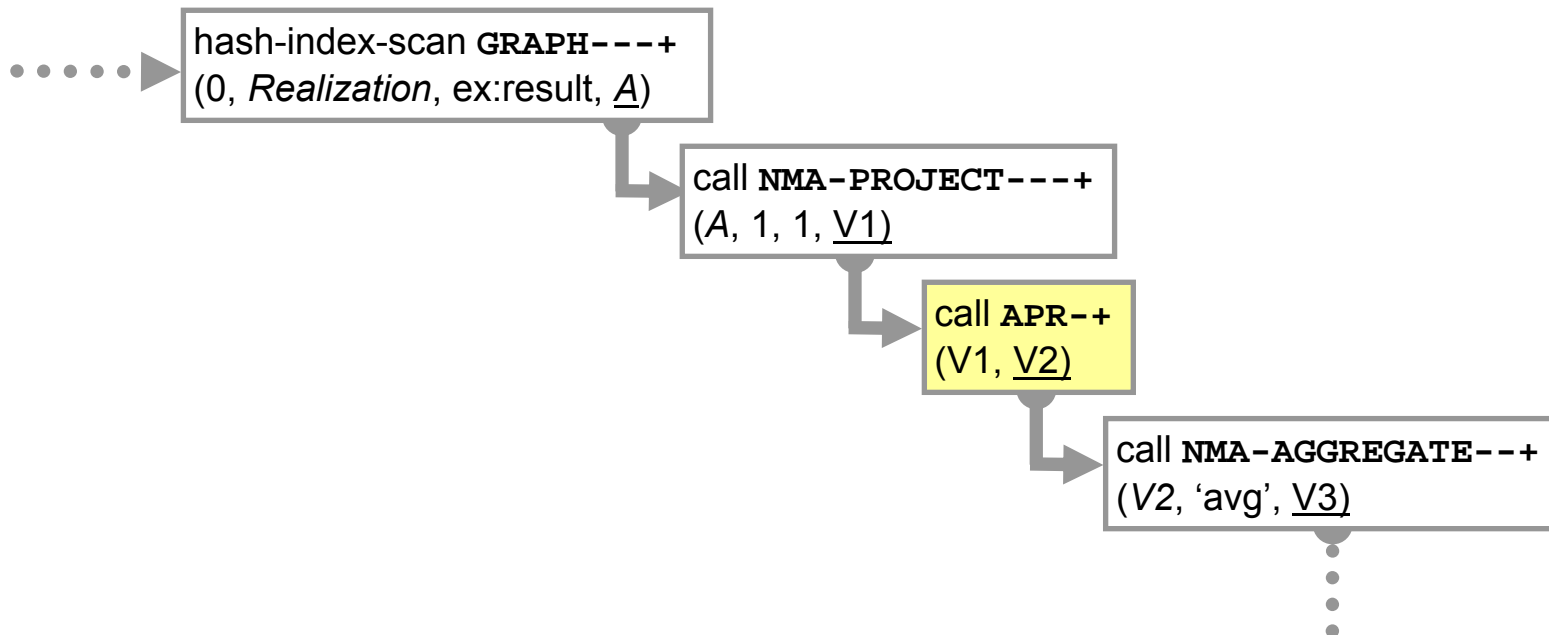 hash-index-scan GRAPH---+
(0, Realization, ex:result, A)
call NMA-PROJECT---+
(A, 1, 1, V1)
call APR-+
(V1, V2)
call NMA-AGGREGATE--+
(V2, ‘avg’, V3)